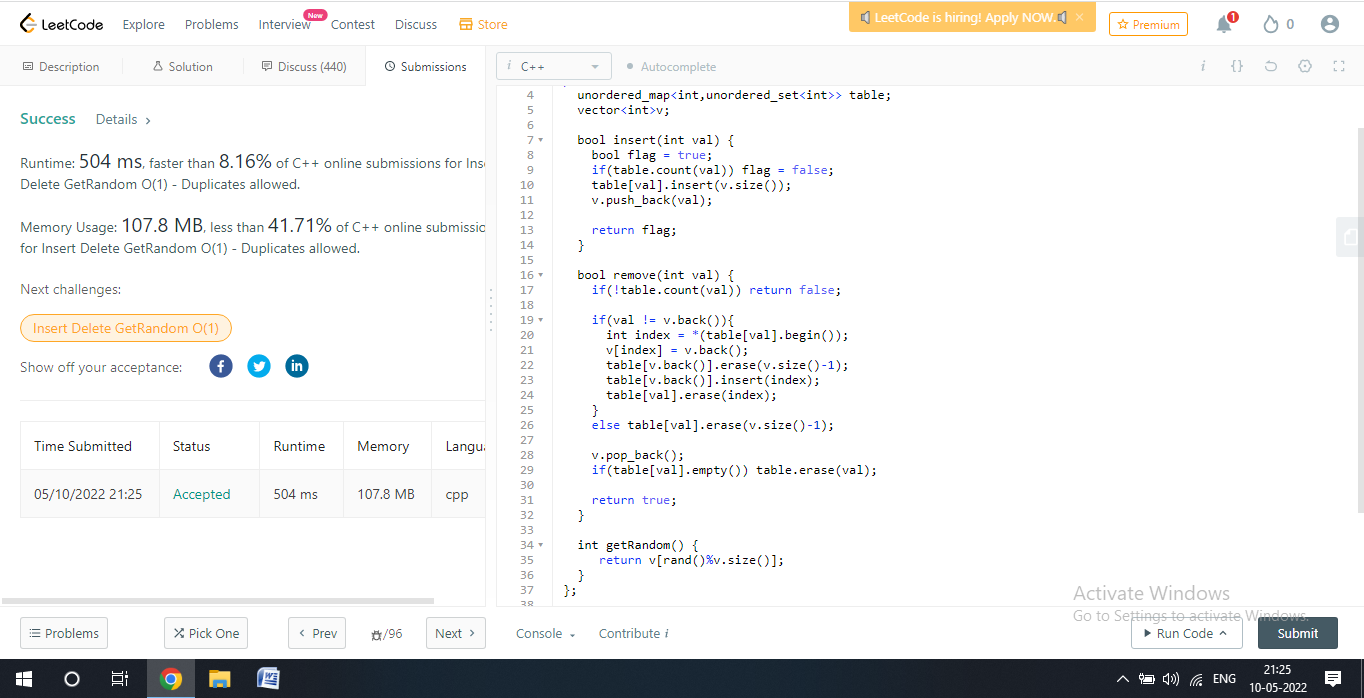 LeetCode
Explore
Problems
Interview
New
Contest
Discuss
Store
LeetCode is hiring! Apply NOW.
×
Premium
1
0
Description
Solution
Discuss (440)
Submissions
i C++
Autocomplete
i {}
Success Details >
Runtime: 504 ms, faster than 8.16% of C++ online submissions for Inse
Delete GetRandom O(1) - Duplicates allowed.
Memory Usage: 107.8 MB, less than 41.71% of C++ online submissio
for Insert Delete GetRandom O(1) - Duplicates allowed.
Next challenges:
Insert Delete GetRandom O(1)
Show off your acceptance: f in
Time Submitted Status Runtime Memory Langua
05/10/2022 21:25 Accepted 504 ms 107.8 MB cpp
4 unordered_map<int,unordered_set<int>> table;
5 vector<int>v;
6
7 bool insert(int val) {
8 bool flag = true;
9 if(table.count(val)) flag = false;
10 table[val].insert(v.size());
11 v.push_back(val);
12
13 return flag;
14 }
15
16 bool remove(int val) {
17 if(!table.count(val)) return false;
18
19 if(val != v.back()){
20 int index = *(table[val].begin());
21 v[index] = v.back();
22 table[v.back()].erase(v.size()-1);
23 table[v.back()].insert(index);
24 table[val].erase(index);
25 }
26 else table[val].erase(v.size()-1);
27
28 v.pop_back();
29 if(table[val].empty()) table.erase(val);
30
31 return true;
32 }
33
34 int getRandom() {
35 return v[rand()%v.size()];
36 }
37 };
38
Activate Windows
Go to Settings to activate Windows.
Problems
Pick One
< Prev
/96
Next >
Console
Contribute i
Run Code
Submit
W
ENG
21:25
10-05-2022